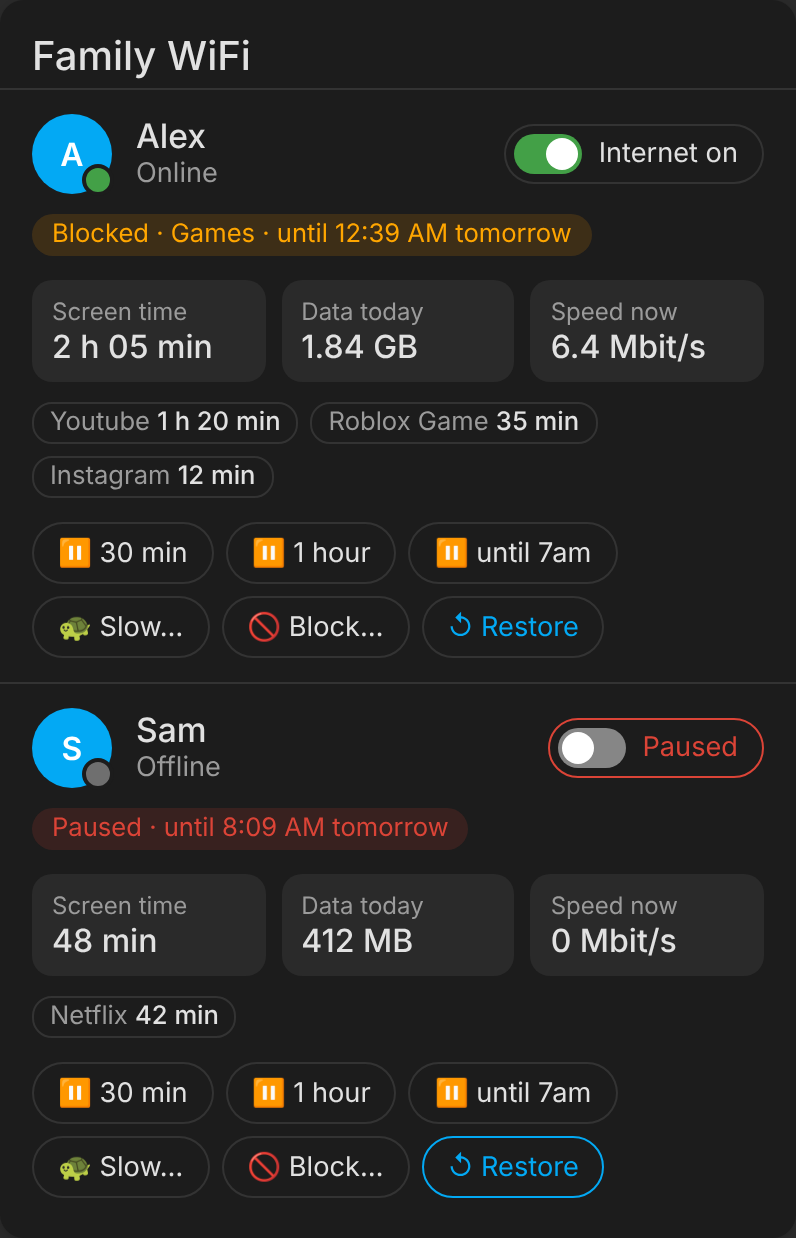 Family WiFi
A
Alex
Online
Internet on
Blocked · Games · until 12:39 AM tomorrow
Screen time
2 h 05 min
Data today
1.84 GB
Speed now
6.4 Mbit/s
Youtube 1 h 20 min
Roblox Game 35 min
Instagram 12 min
⏸️ 30 min
⏸️ 1 hour
⏸️ until 7am
🐢 Slow...
🚫 Block...
↺ Restore
S
Sam
Offline
Paused
Paused · until 8:09 AM tomorrow
Screen time
48 min
Data today
412 MB
Speed now
0 Mbit/s
Netflix 42 min
⏸️ 30 min
⏸️ 1 hour
⏸️ until 7am
🐢 Slow...
🚫 Block...
↺ Restore